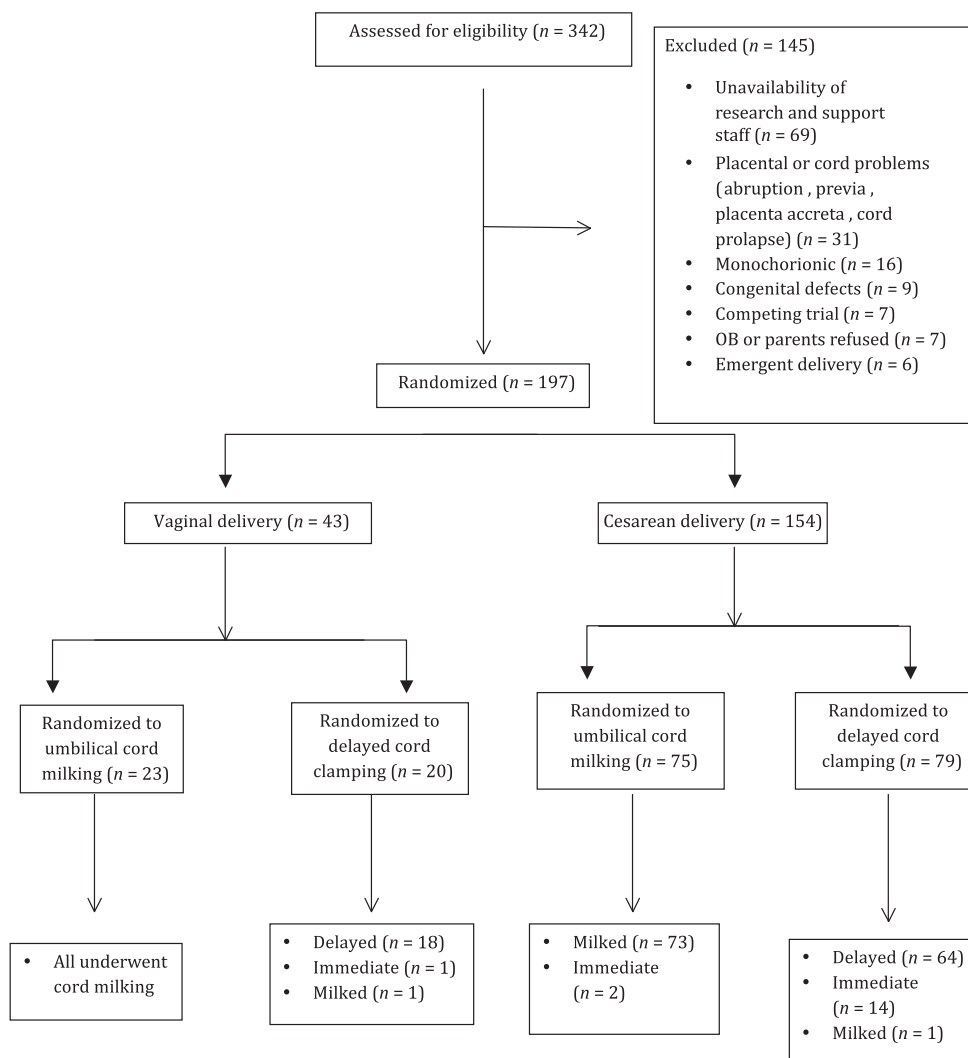 Assessed for eligibility (n = 342)
Excluded (n = 145)
• Unavailability of
research and support
staff (n = 69)
• Placental or cord problems
(abruption , previa ,
placenta accreta , cord
prolapse) (n = 31)
• Monochorionic (n = 16)
• Congenital defects (n = 9)
• Competing trial (n = 7)
• OB or parents refused (n = 7)
• Emergent delivery (n = 6)
Randomized (n = 197)
Vaginal delivery (n = 43)
Cesarean delivery (n = 154)
Randomized to
umbilical cord
milking (n = 23)
Randomized to
delayed cord
clamping (n = 20)
Randomized to
umbilical cord
milking (n = 75)
Randomized to
delayed cord
clamping (n = 79)
• All underwent
cord milking
• Delayed (n = 18)
• Immediate (n = 1)
• Milked (n = 1)
• Milked (n = 73)
• Immediate
(n = 2)
• Delayed (n = 64)
• Immediate
(n = 14)
• Milked (n = 1)